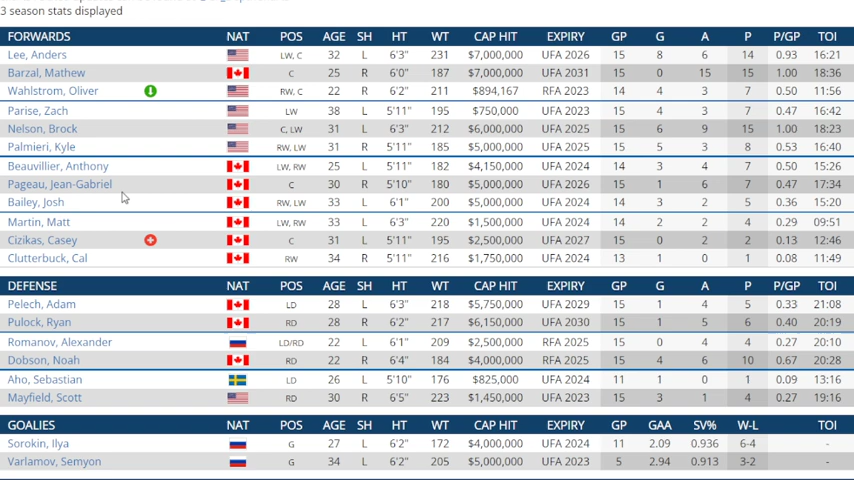 3 season stats displayed
FORWARDS NAT POS AGE SH HT WT CAP HIT EXPIRY GP G A P P/GP TOI
Lee, Anders LW, C 32 L 6'3" 231 $7,000,000 UFA 2026 15 8 6 14 0.93 16:21
Barzal, Mathew C 25 R 6'0" 187 $7,000,000 UFA 2031 15 0 15 15 1.00 18:36
Wahlstrom, Oliver RW, C 22 R 6'2" 211 $894,167 RFA 2023 14 4 3 7 0.50 11:56
Parise, Zach LW 38 L 5'11" 195 $750,000 UFA 2023 15 4 3 7 0.47 16:42
Nelson, Brock C, LW 31 L 6'3" 212 $6,000,000 UFA 2025 15 6 9 15 1.00 18:23
Palmieri, Kyle RW, LW 31 R 5'11" 185 $5,000,000 UFA 2025 15 5 3 8 0.53 16:40
Beauvillier, Anthony LW, RW 25 L 5'11" 182 $4,150,000 UFA 2024 14 3 4 7 0.50 15:26
Pageau, Jean-Gabriel C 30 R 5'10" 180 $5,000,000 UFA 2026 15 1 6 7 0.47 17:34
Bailey, Josh RW, LW 33 L 6'1" 200 $5,000,000 UFA 2024 14 3 2 5 0.36 15:20
Martin, Matt LW, RW 33 L 6'3" 220 $1,500,000 UFA 2024 14 2 2 4 0.29 09:51
Cizikas, Casey C 31 L 5'11" 195 $2,500,000 UFA 2027 15 0 2 2 0.13 12:46
Clutterbuck, Cal RW 34 R 5'11" 216 $1,750,000 UFA 2024 13 1 0 1 0.08 11:49
DEFENSE NAT POS AGE SH HT WT CAP HIT EXPIRY GP G A P P/GP TOI
Pelech, Adam LD 28 L 6'3" 218 $5,750,000 UFA 2029 15 1 4 5 0.33 21:08
Pulock, Ryan RD 28 R 6'2" 217 $6,150,000 UFA 2030 15 1 5 6 0.40 20:19
Romanov, Alexander LD/RD 22 L 6'1" 209 $2,500,000 RFA 2025 15 0 4 4 0.27 20:10
Dobson, Noah RD 22 R 6'4" 184 $4,000,000 RFA 2025 15 4 6 10 0.67 20:28
Aho, Sebastian LD 26 L 5'10" 176 $825,000 UFA 2024 11 1 0 1 0.09 13:16
Mayfield, Scott RD 30 R 6'5" 223 $1,450,000 UFA 2023 15 3 1 4 0.27 19:16
GOALIES NAT POS AGE SH HT WT CAP HIT EXPIRY GP GAA SV% W-L TOI
Sorokin, Ilya G 27 L 6'2" 172 $4,000,000 UFA 2024 11 2.09 0.936 6-4 -
Varlamov, Semyon G 34 L 6'2" 205 $5,000,000 UFA 2023 5 2.94 0.913 3-2 -